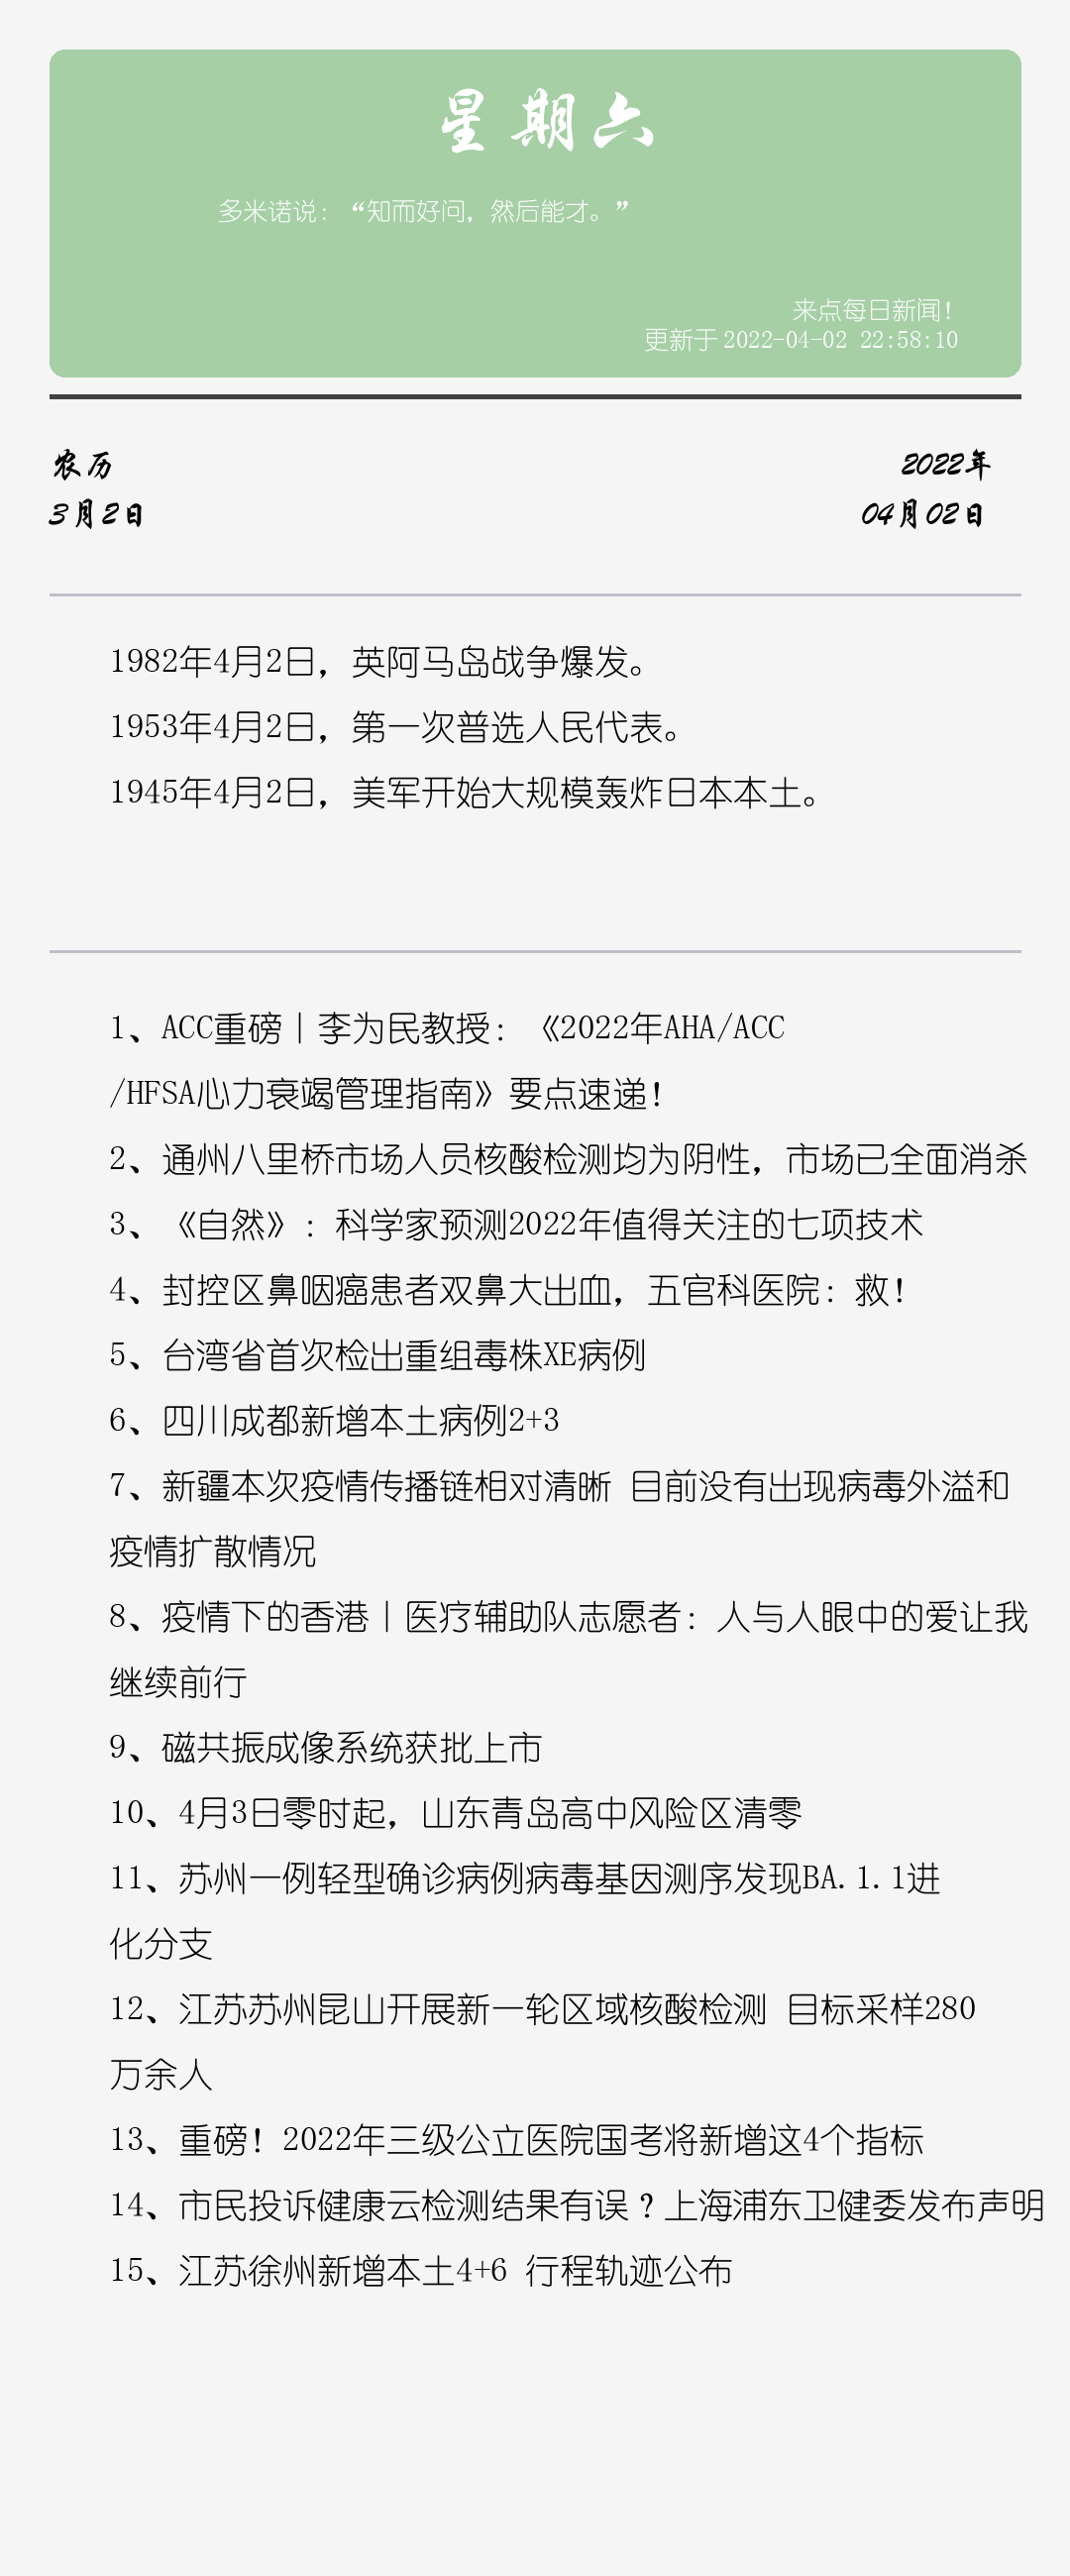 星期六
多米诺说：“知而好问，然后能才。”
来点每日新闻！
更新于 2022-04-02 22:58:10
农历
3月2日
2022年
04月02日
1982年4月2日，英阿马岛战争爆发。
1953年4月2日，第一次普选人民代表。
1945年4月2日，美军开始大规模轰炸日本本土。
1、ACC重磅丨李为民教授：《2022年AHA/ACC
/HFSA心力衰竭管理指南》要点速递！
2、通州八里桥市场人员核酸检测均为阴性，市场已全面消杀
3、《自然》：科学家预测2022年值得关注的七项技术
4、封控区鼻咽癌患者双鼻大出血，五官科医院：救！
5、台湾省首次检出重组毒株XE病例
6、四川成都新增本土病例2+3
7、新疆本次疫情传播链相对清晰 目前没有出现病毒外溢和
疫情扩散情况
8、疫情下的香港丨医疗辅助队志愿者：人与人眼中的爱让我
继续前行
9、磁共振成像系统获批上市
10、4月3日零时起，山东青岛高中风险区清零
11、苏州一例轻型确诊病例病毒基因测序发现BA.1.1进
化分支
12、江苏苏州昆山开展新一轮区域核酸检测 目标采样280
万余人
13、重磅！2022年三级公立医院国考将新增这4个指标
14、市民投诉健康云检测结果有误？上海浦东卫健委发布声明
15、江苏徐州新增本土4+6 行程轨迹公布